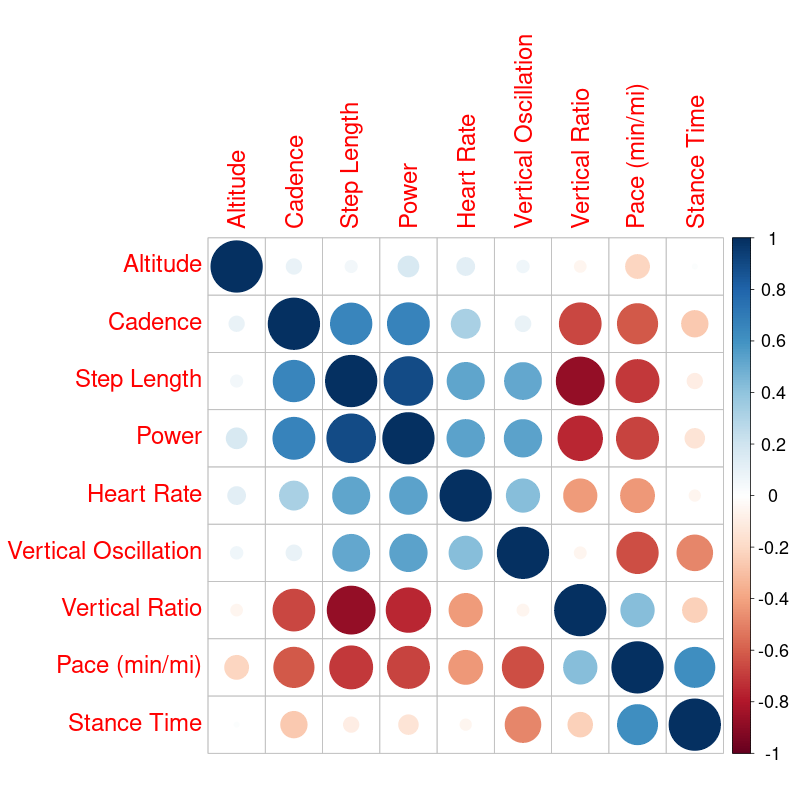 Altitude
Cadence
Step Length
Power
Heart Rate
Vertical Oscillation
Vertical Ratio
Pace (min/mi)
Stance Time
Altitude
Cadence
Step Length
Power
Heart Rate
Vertical Oscillation
Vertical Ratio
Pace (min/mi)
Stance Time
1
0.8
0.6
0.4
0.2
0
-0.2
-0.4
-0.6
-0.8
-1